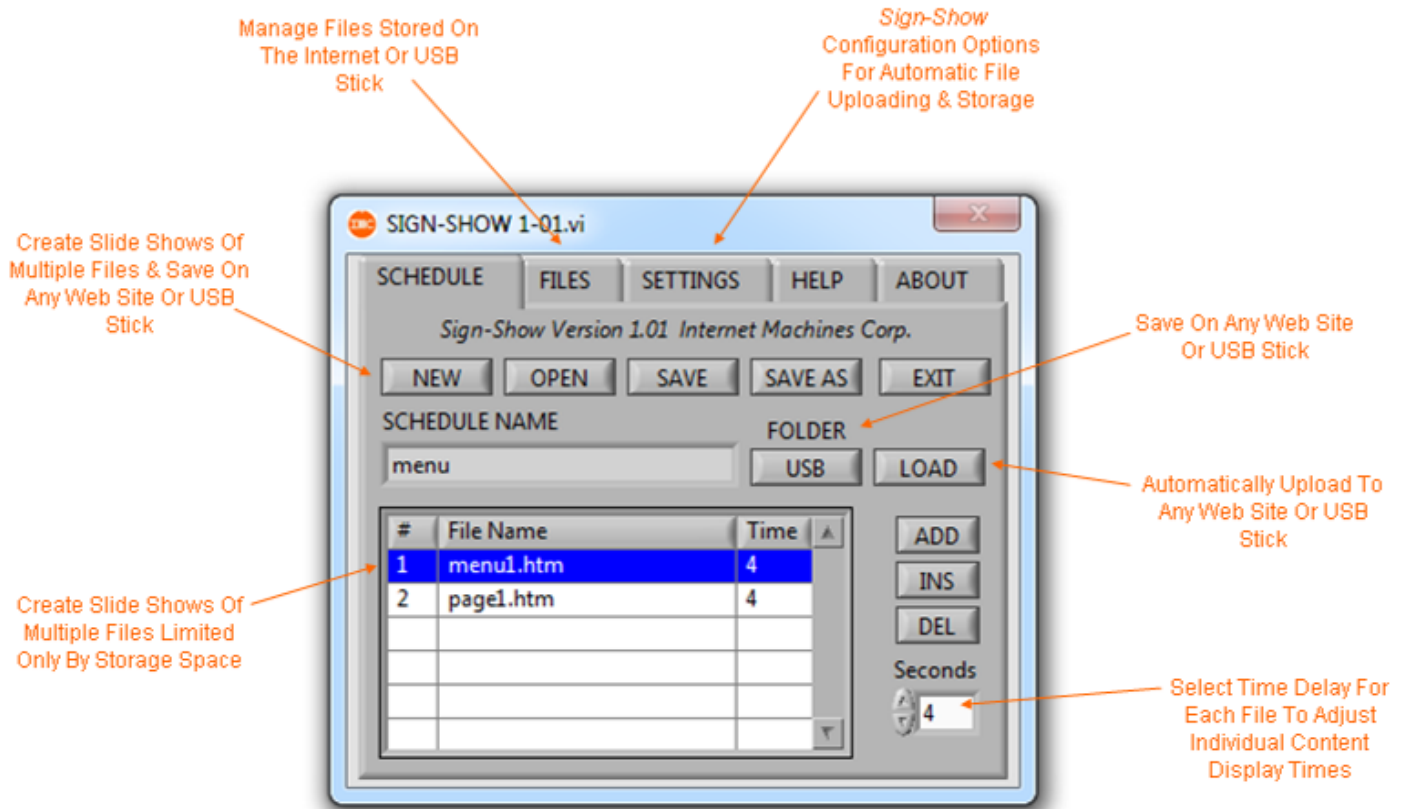 Manage Files Stored On
The Internet Or USB
Stick
Sign-Show
Configuration Options
For Automatic File
Uploading & Storage
SIGN-SHOW 1-01.vi
Create Slide Shows Of
Multiple Files & Save On
Any Web Site Or USB
Stick
SCHEDULE FILES SETTINGS HELP ABOUT
Sign-Show Version 1.01 Internet Machines Corp.
NEW OPEN SAVE SAVE AS EXIT
Save On Any Web Site
Or USB Stick
SCHEDULE NAME FOLDER
menu USB LOAD
Automatically Upload To
Any Web Site Or USB
Stick
# File Name Time
1 menu1.htm 4
2 page1.htm 4
ADD
INS
DEL
Seconds
4
Create Slide Shows Of
Multiple Files Limited
Only By Storage Space
Select Time Delay For
Each File To Adjust
Individual Content
Display Times